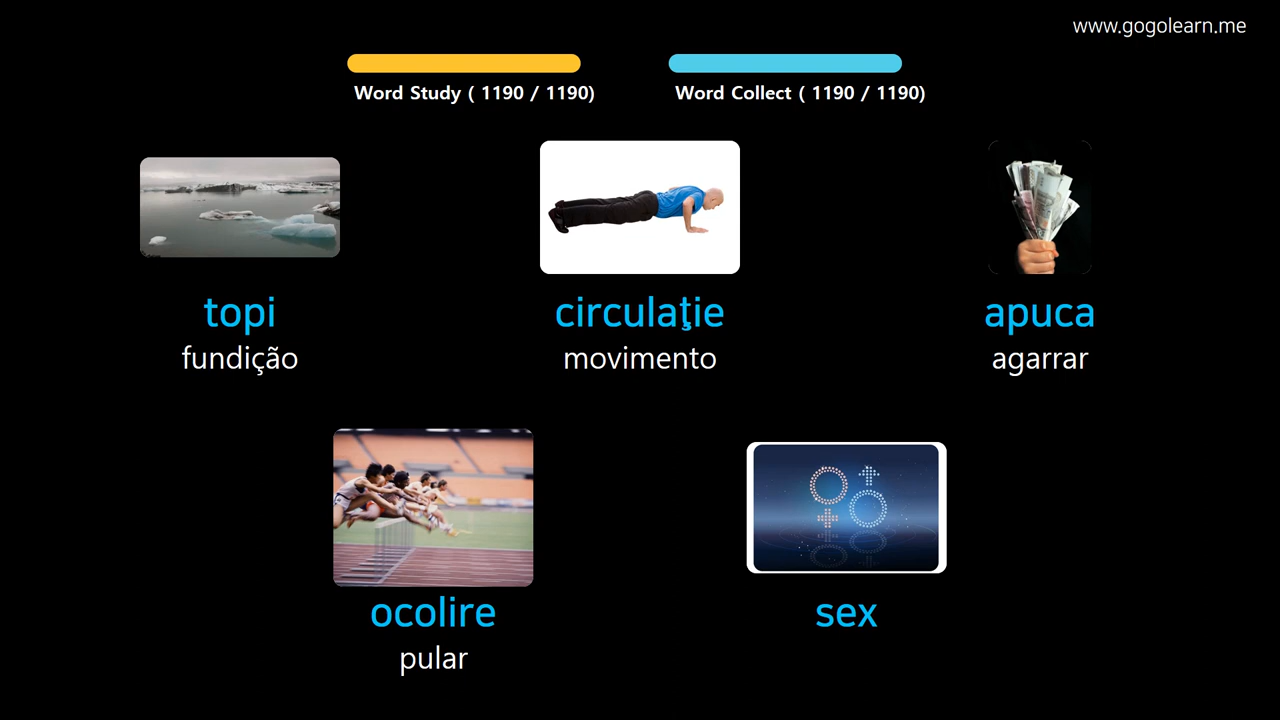 www.gogolearn.me
Word Study ( 1190 / 1190)
Word Collect ( 1190 / 1190)
topi
fundição
circulaţie
movimento
apuca
agarrar
ocolire
pular
sex